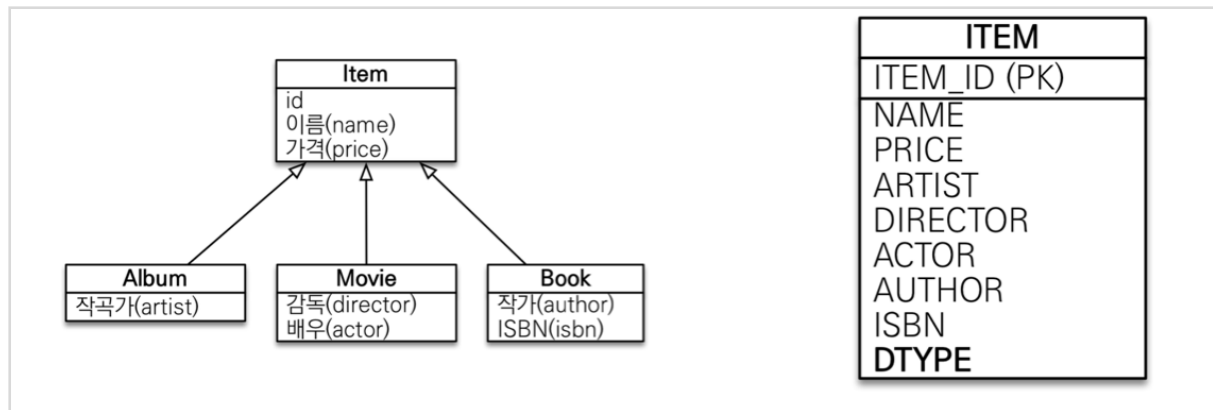 Item
id
이름(name)
가격(price)
Album
작곡가(artist)
Movie
감독(director)
배우(actor)
Book
작가(author)
ISBN(isbn)
ITEM
ITEM_ID (PK)
NAME
PRICE
ARTIST
DIRECTOR
ACTOR
AUTHOR
ISBN
DTYPE